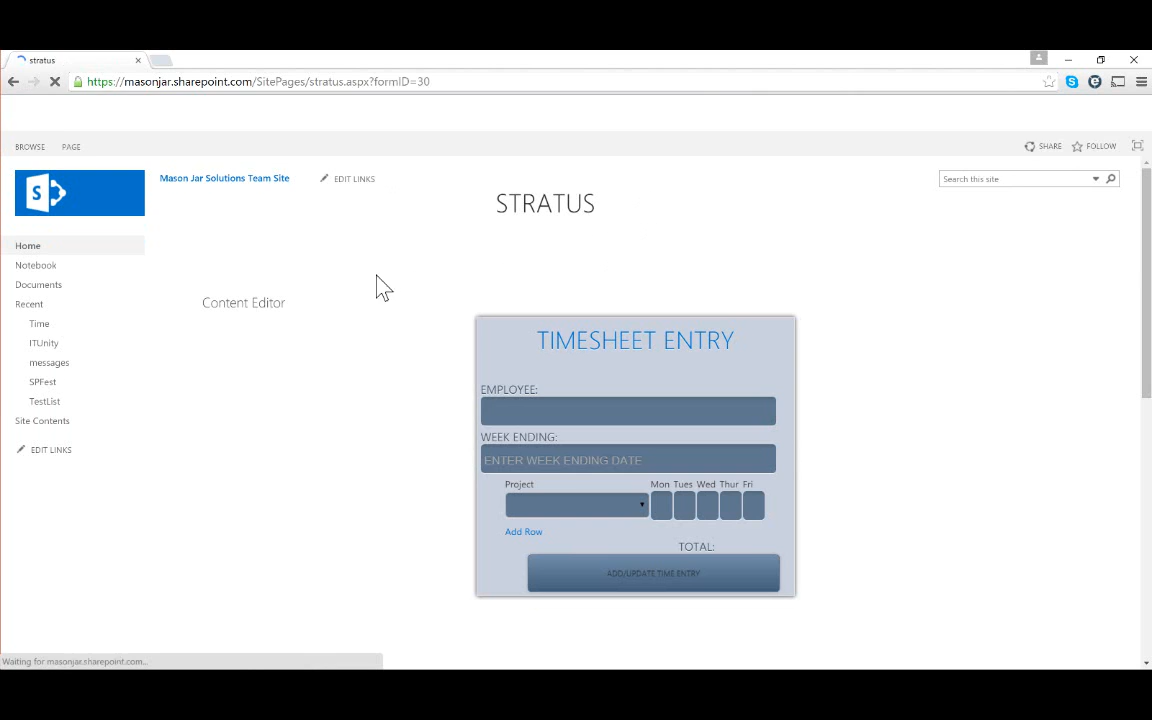 stratus
https://masonjar.sharepoint.com/SitePages/stratus.aspx?formID=30
BROWSE PAGE SHARE FOLLOW
S Mason Jar Solutions Team Site EDIT LINKS Search this site
STRATUS
Home
Notebook
Documents
Recent
Time
ITUnity
messages
SPFest
TestList
Site Contents
EDIT LINKS
Content Editor
TIMESHEET ENTRY
EMPLOYEE:
WEEK ENDING:
ENTER WEEK ENDING DATE
Project Mon Tues Wed Thur Fri
Add Row
TOTAL:
ADD/UPDATE TIME ENTRY
Waiting for masonjar.sharepoint.com...